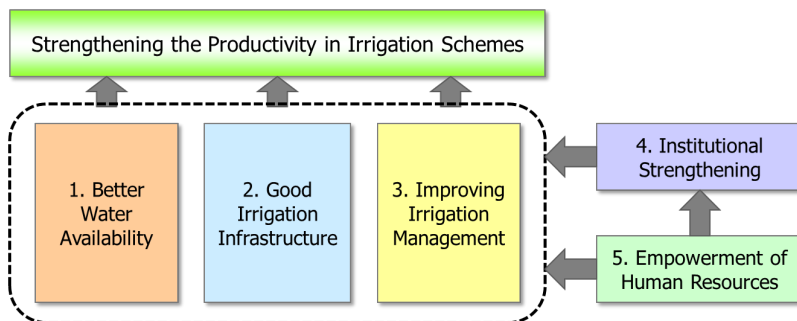 Strengthening the Productivity in Irrigation Schemes
1. Better
Water
Availability
2. Good
Irrigation
Infrastructure
3. Improving
Irrigation
Management
4. Institutional
Strengthening
5. Empowerment of
Human Resources